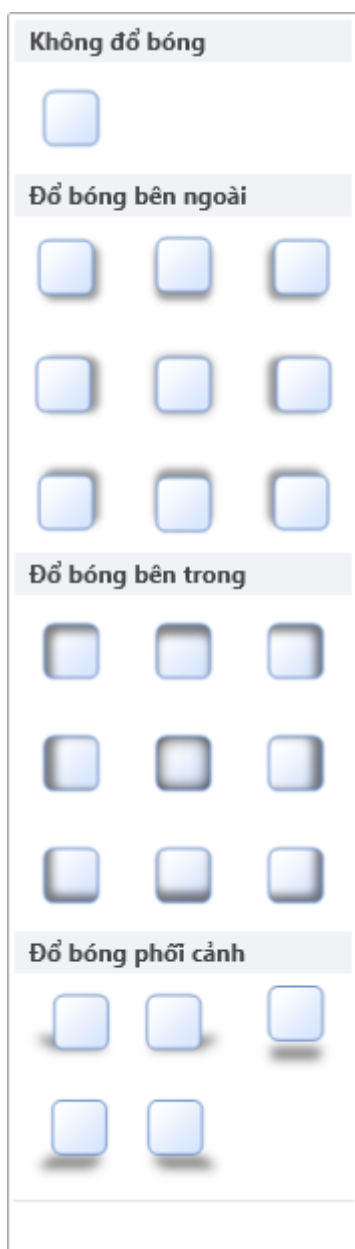 Không đổ bóng
Đổ bóng bên ngoài
Đổ bóng bên trong
Đổ bóng phối cảnh